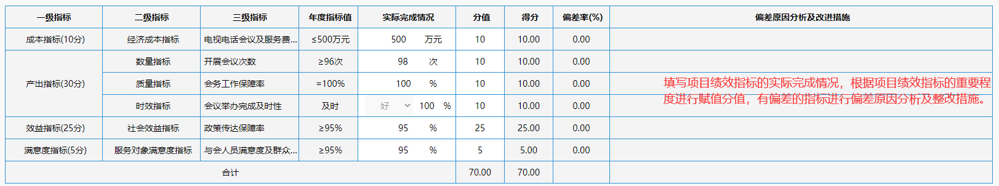 一级指标 二级指标 三级指标 年度指标值 实际完成情况 分值 得分 偏差率(%) 偏差原因分析及改进措施
成本指标(10分) 经济成本指标 电视电话会议及服务费... ≤500万元 500 万元 10 10.00 0.00
数量指标 开展会议次数 ≥96次 98 次 10 10.00 0.00
产出指标(30分) 质量指标 会务工作保障率 =100% 100 % 10 10.00 0.00
填写项目绩效指标的实际完成情况，根据项目绩效指标的重要程
度进行赋值分值，有偏差的指标进行偏差原因分析及整改措施。
时效指标 会议举办完成及时性 及时 好 100 % 10 10.00 0.00
效益指标(25分) 社会效益指标 政策传达保障率 ≥95% 95 % 25 25.00 0.00
满意度指标(5分) 服务对象满意度指标 与会人员满意度及群众... ≥95% 95 % 5 5.00 0.00
合计 70.00 70.00